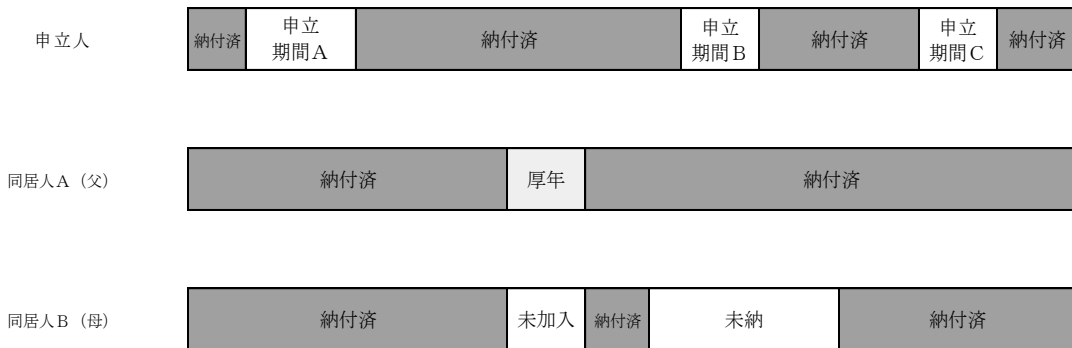 申立人
納付済
申立
期間A
納付済
申立
期間B
納付済
申立
期間C
納付済
同居人A（父）
納付済
厚年
納付済
同居人B（母）
納付済
未加入
納付済
未納
納付済